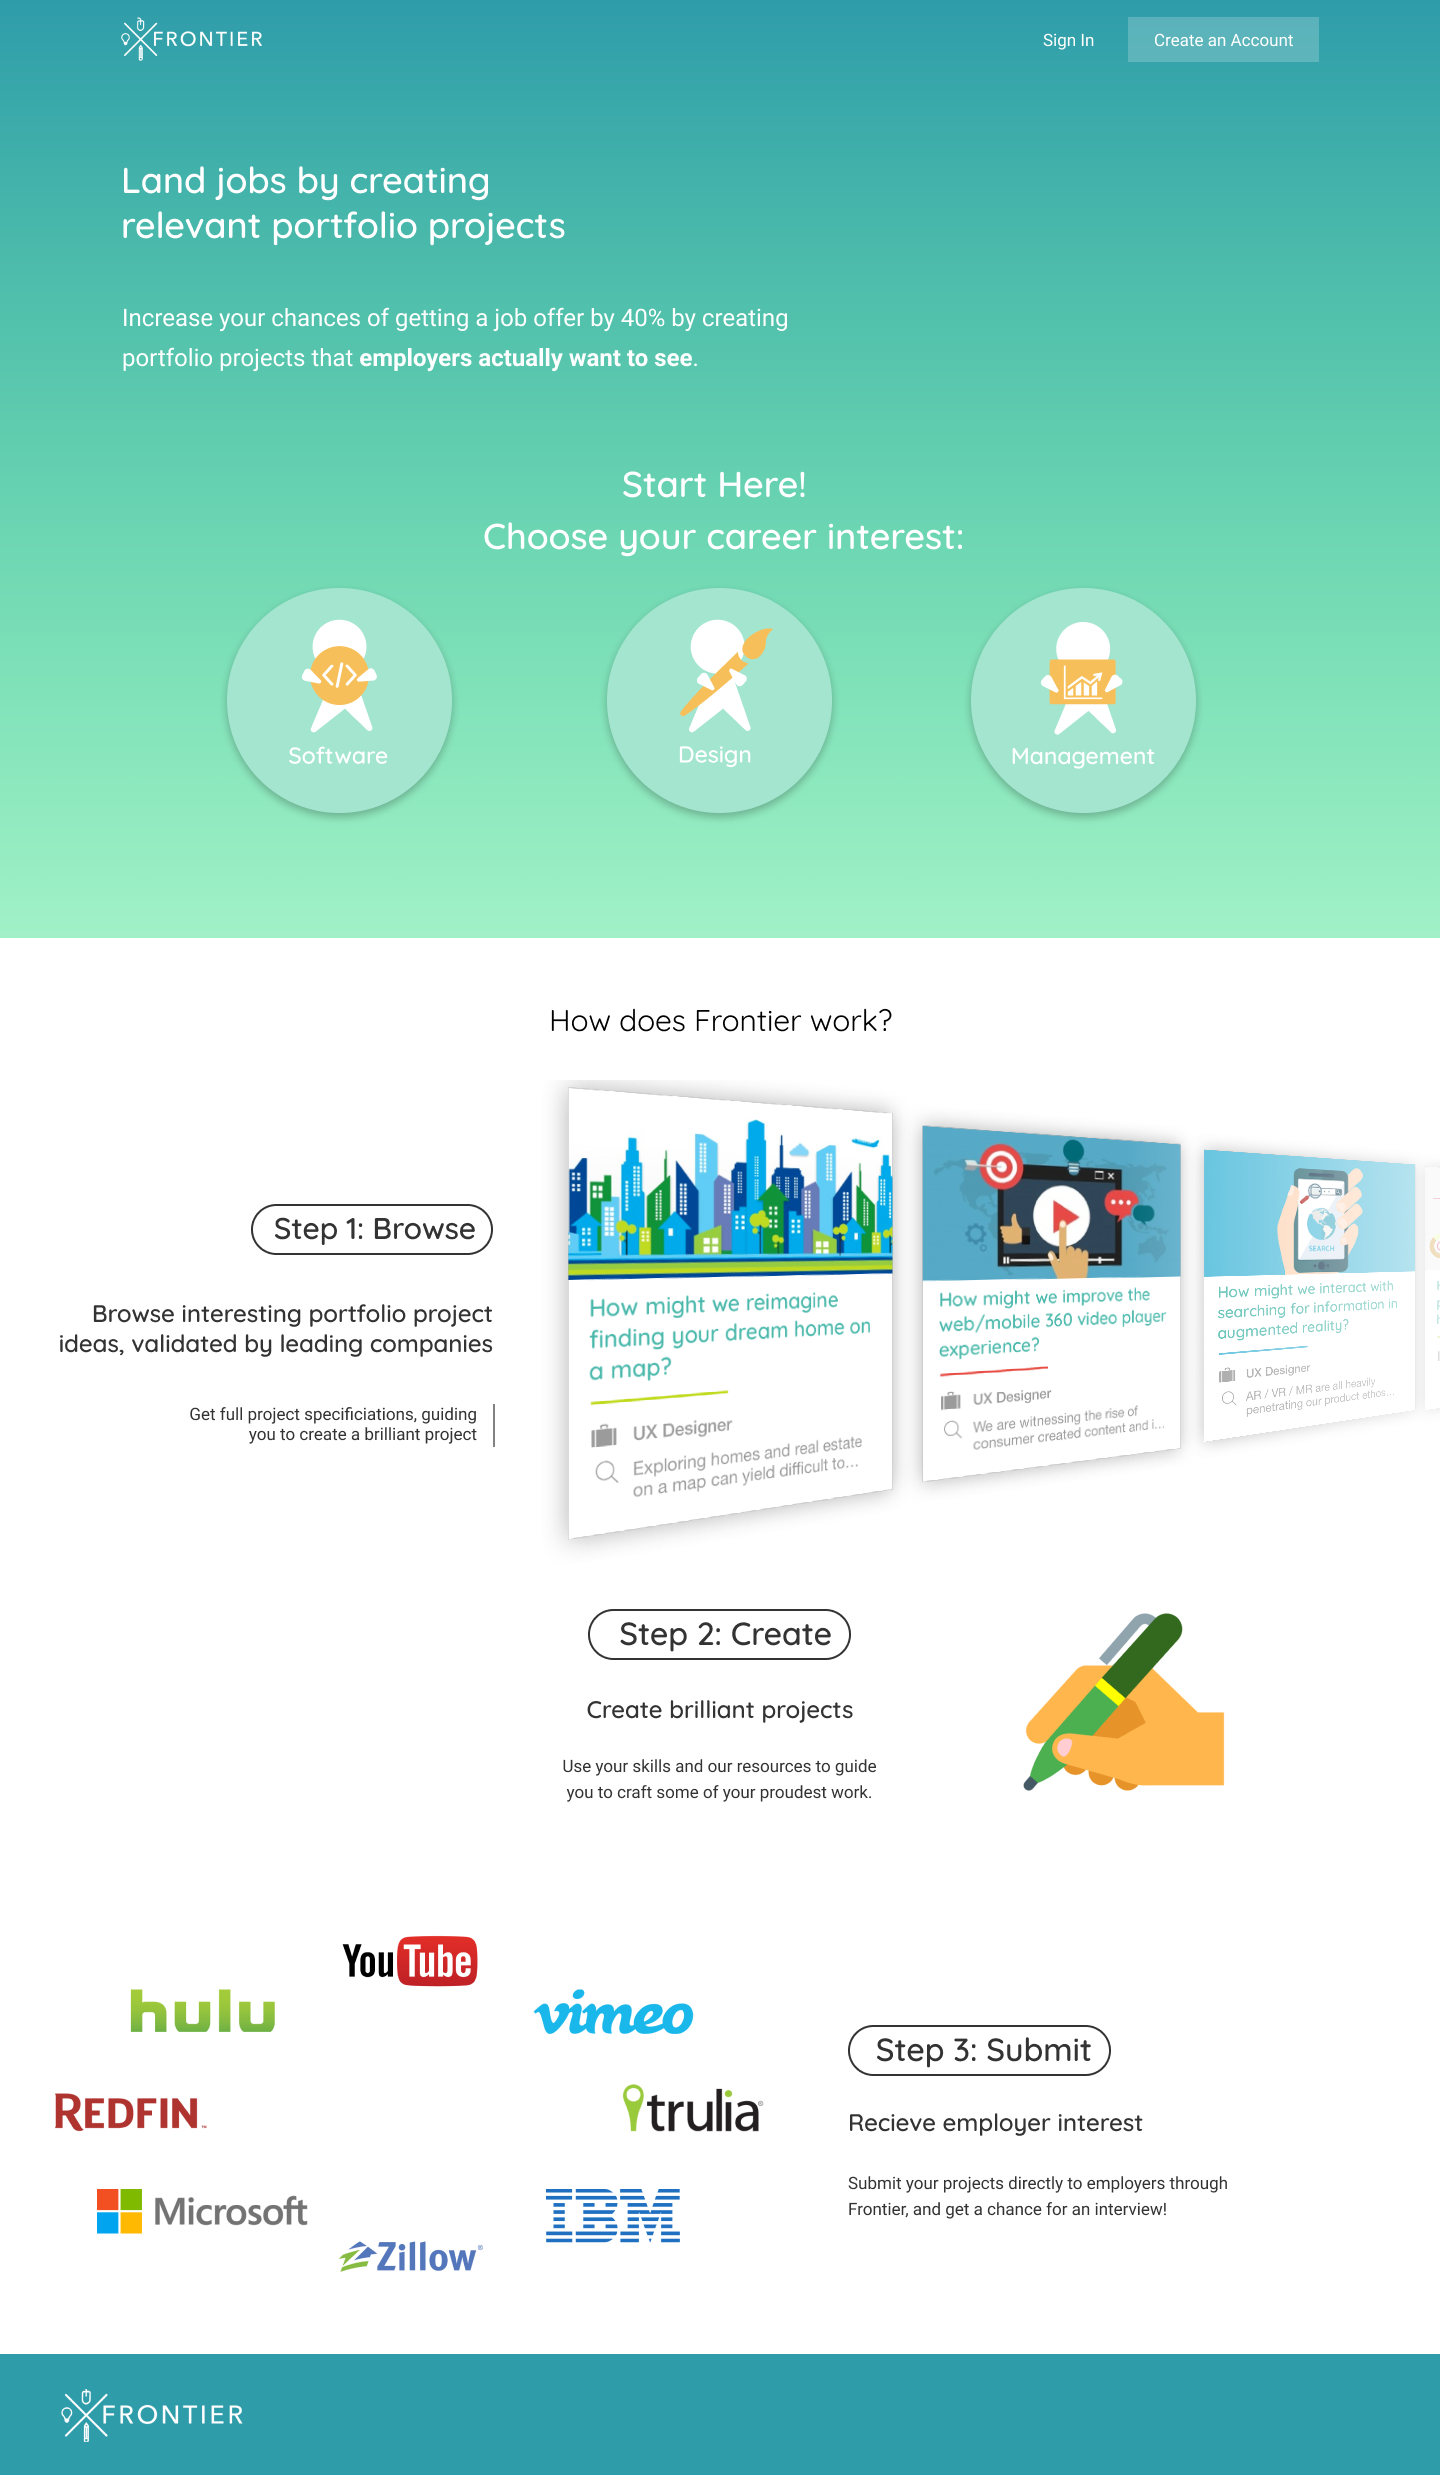 FRONTIER
Sign In
Create an Account
Land jobs by creating
relevant portfolio projects
Increase your chances of getting a job offer by 40% by creating
portfolio projects that employers actually want to see.
Start Here!
Choose your career interest:
</>
Software
Design
Management
How does Frontier work?
Step 1: Browse
Browse interesting portfolio project
ideas, validated by leading companies
Get full project specificiations, guiding
you to create a brilliant project
How might we reimagine
finding your dream home on
a map?
UX Designer
Exploring homes and real estate
on a map can yield difficult to...
How might we improve the
web/mobile 360 video player
experience?
UX Designer
We are witnessing the rise of
consumer created content and i...
SEARCH
How might we interact with
searching for information in
augmented reality?
UX Designer
AR / VR / MR are all heavily
penetrating our product ethos...
Step 2: Create
Create brilliant projects
Use your skills and our resources to guide
you to craft some of your proudest work.
YouTube
hulu
vimeo
REDFIN™
trulia®
Microsoft
IBM
Zillow®
Step 3: Submit
Recieve employer interest
Submit your projects directly to employers through
Frontier, and get a chance for an interview!
FRONTIER